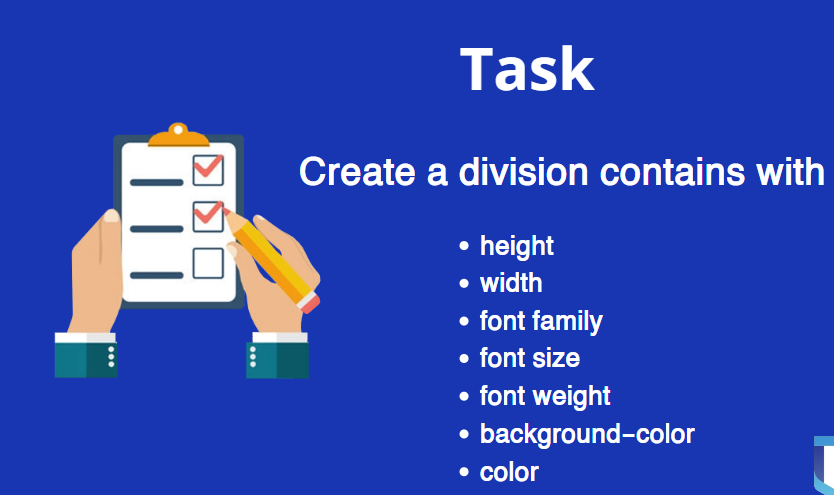 Task
Create a division contains with
• height
• width
• font family
• font size
• font weight
• background-color
• color